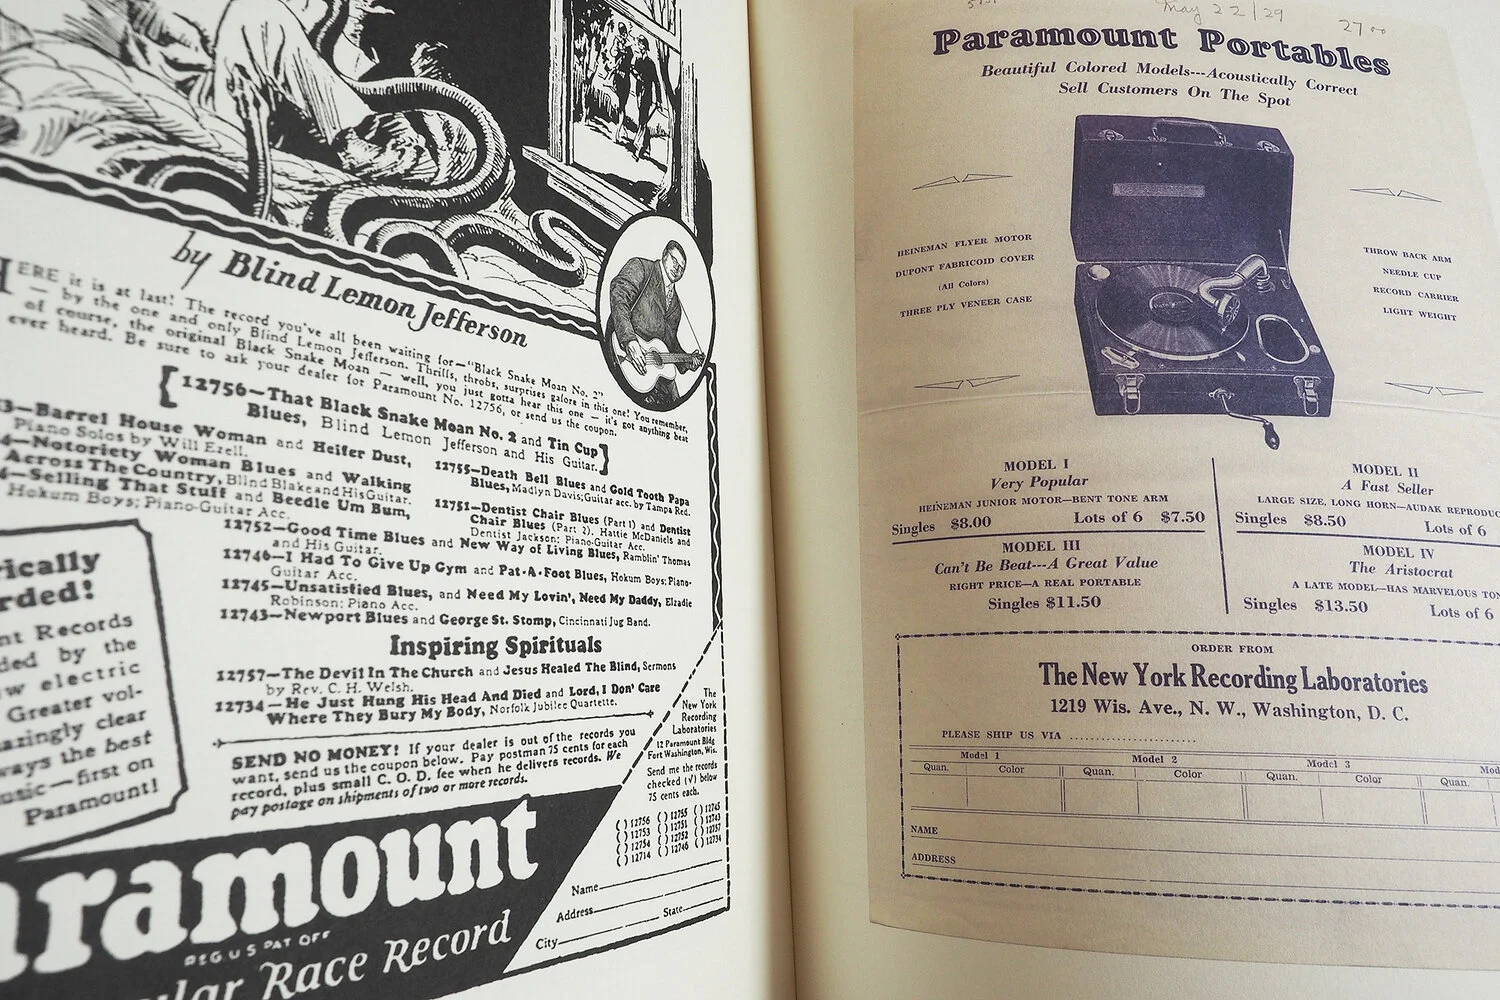 by Blind Lemon Jefferson
HERE it is at last! The record you've all been waiting for—"Black Snake Moan No. 2"
— by the one and only Blind Lemon Jefferson. Thrills, throbs, surprises galore in this one! You remember,
of course, the original Black Snake Moan — well, you just gotta hear this one — it's got anything beat
ever heard. Be sure to ask your dealer for Paramount No. 12756, or send us the coupon.
12756—That Black Snake Moan No. 2 and Tin Cup
Blues, Blind Lemon Jefferson and His Guitar.
3—Barrel House Woman and Heifer Dust,
Piano Solos by Will Ezell.
4—Notoriety Woman Blues and Walking
Across The Country, Blind Blake and His Guitar.
4—Selling That Stuff and Beedle Um Bum,
Hokum Boys; Piano-Guitar Acc.
12755—Death Bell Blues and Gold Tooth Papa
Blues, Madlyn Davis; Guitar acc. by Tampa Red.
12751—Dentist Chair Blues (Part 1) and Dentist
Chair Blues (Part 2). Hattie McDaniels and
Dentist Jackson; Piano-Guitar Acc.
12752—Good Time Blues and New Way of Living Blues, Ramblin' Thomas
and His Guitar.
12746—I Had To Give Up Gym and Pat-A-Foot Blues, Hokum Boys; Piano-
Guitar Acc.
12745—Unsatisfied Blues, and Need My Lovin', Need My Daddy, Elzadie
Robinson; Piano Acc.
12743—Newport Blues and George St. Stomp, Cincinnati Jug Band.
Inspiring Spirituals
12757—The Devil In The Church and Jesus Healed The Blind, Sermons
by Rev. C. H. Welsh.
12734—He Just Hung His Head And Died and Lord, I Don' Care
Where They Bury My Body, Norfolk Jubilee Quartette.
SEND NO MONEY! If your dealer is out of the records you
want, send us the coupon below. Pay postman 75 cents for each
record, plus small C. O. D. fee when he delivers records. We
pay postage on shipments of two or more records.
rically
rded!
nt Records
ded by the
w electric
Greater vol-
azingly clear
ways the best
usic—first on
Paramount!
The
New York
Recording
Laboratories
12 Paramount Bldg
Fort Washington, Wis.
Send me the records
checked (√) below
75 cents each.
( ) 12756 ( ) 12755 ( ) 12745
( ) 12753 ( ) 12751 ( ) 12743
( ) 12754 ( ) 12752 ( ) 12757
( ) 12714 ( ) 12746 ( ) 12734
Name
Address
City State
aramount
REG U S PAT OFF
ular Race Record
May 22/29
27 00
Paramount Portables
Beautiful Colored Models---Acoustically Correct
Sell Customers On The Spot
HEINEMAN FLYER MOTOR
DUPONT FABRICOID COVER
(All Colors)
THREE PLY VENEER CASE
THROW BACK ARM
NEEDLE CUP
RECORD CARRIER
LIGHT WEIGHT
MODEL I
Very Popular
HEINEMAN JUNIOR MOTOR—BENT TONE ARM
Singles $8.00 Lots of 6 $7.50
MODEL II
A Fast Seller
LARGE SIZE, LONG HORN—AUDAK REPRODUC
Singles $8.50 Lots of 6
MODEL III
Can't Be Beat---A Great Value
RIGHT PRICE—A REAL PORTABLE
Singles $11.50
MODEL IV
The Aristocrat
A LATE MODEL—HAS MARVELOUS TON
Singles $13.50 Lots of 6
ORDER FROM
The New York Recording Laboratories
1219 Wis. Ave., N. W., Washington, D. C.
PLEASE SHIP US VIA
Model 1 Model 2 Model 3 Mod
Quan. Color Quan. Color Quan. Color Quan.
NAME
ADDRESS